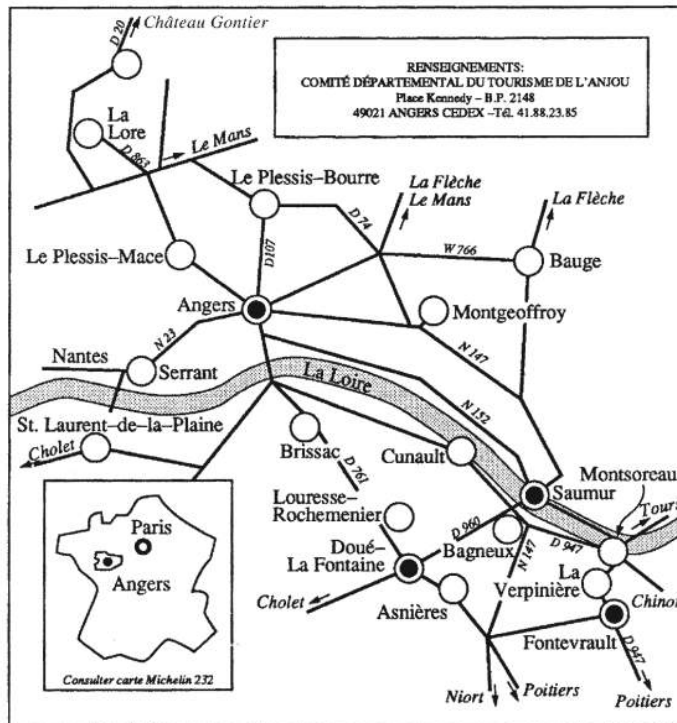 D 20
Château Gontier
RENSEIGNEMENTS:
COMITÉ DÉPARTEMENTAL DU TOURISME DE L'ANJOU
Place Kennedy – B.P. 2148
49021 ANGERS CEDEX –Tél. 41.88.23.85
La
Lore
D 863
Le Mans
Le Plessis–Bourre
La Flèche
Le Mans
La Flèche
D 74
W 766
Le Plessis–Mace
D107
Bauge
Angers
Montgeoffroy
N 23
N 147
Nantes
Serrant
La Loire
N 152
St. Laurent–de–la–Plaine
Cholet
Brissac
Cunault
D 761
Montsoreau
Saumur
Tours
Louresse–
Rochemenier
D 960
Bagneux
N 147
D 947
Paris
Angers
Doué–
La Fontaine
La
Verpinière
Chinon
Cholet
Asnières
Fontevrault
D 947
Consulter carte Michelin 232
Niort
Poitiers
Poitiers